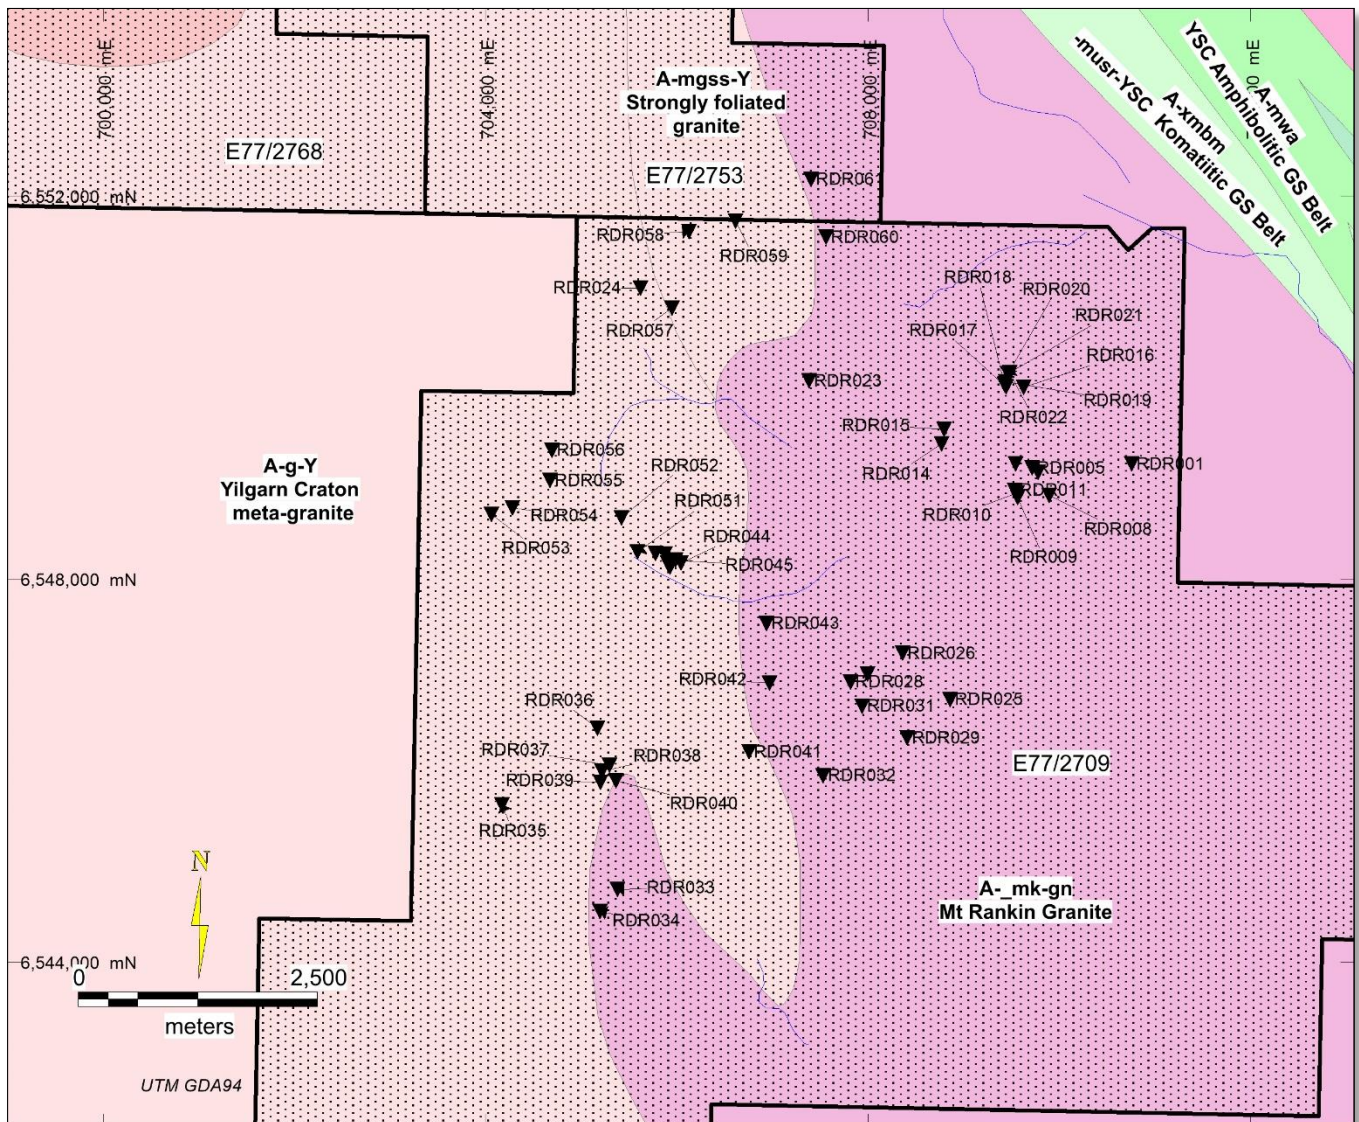 700,000 mE
704,000 mE
708,000 mE
mE
A-mgss-Y
Strongly foliated
granite
E77/2768
E77/2753
A-mwa
YSC Amphibolitic GS Belt
A-xmbm
-musr-YSC Komatiitic GS Belt
6,552,000 mN
RDR061
RDR058
RDR059
RDR060
RDR024
RDR057
RDR018
RDR020
RDR021
RDR017
RDR016
RDR023
RDR019
RDR022
RDR015
RDR014
RDR056
RDR052
RDR005
RDR001
RDR055
RDR011
RDR051
RDR054
RDR010
RDR008
RDR053
RDR044
RDR009
RDR045
A-g-Y
Yilgarn Craton
meta-granite
6,548,000 mN
RDR043
RDR026
RDR042
RDR028
RDR036
RDR031
RDR025
RDR029
RDR037
RDR038
RDR041
E77/2709
RDR039
RDR032
RDR040
RDR035
RDR033
RDR034
A-_mk-gn
Mt Rankin Granite
N
6,544,000 mN
0 2,500
meters
UTM GDA94